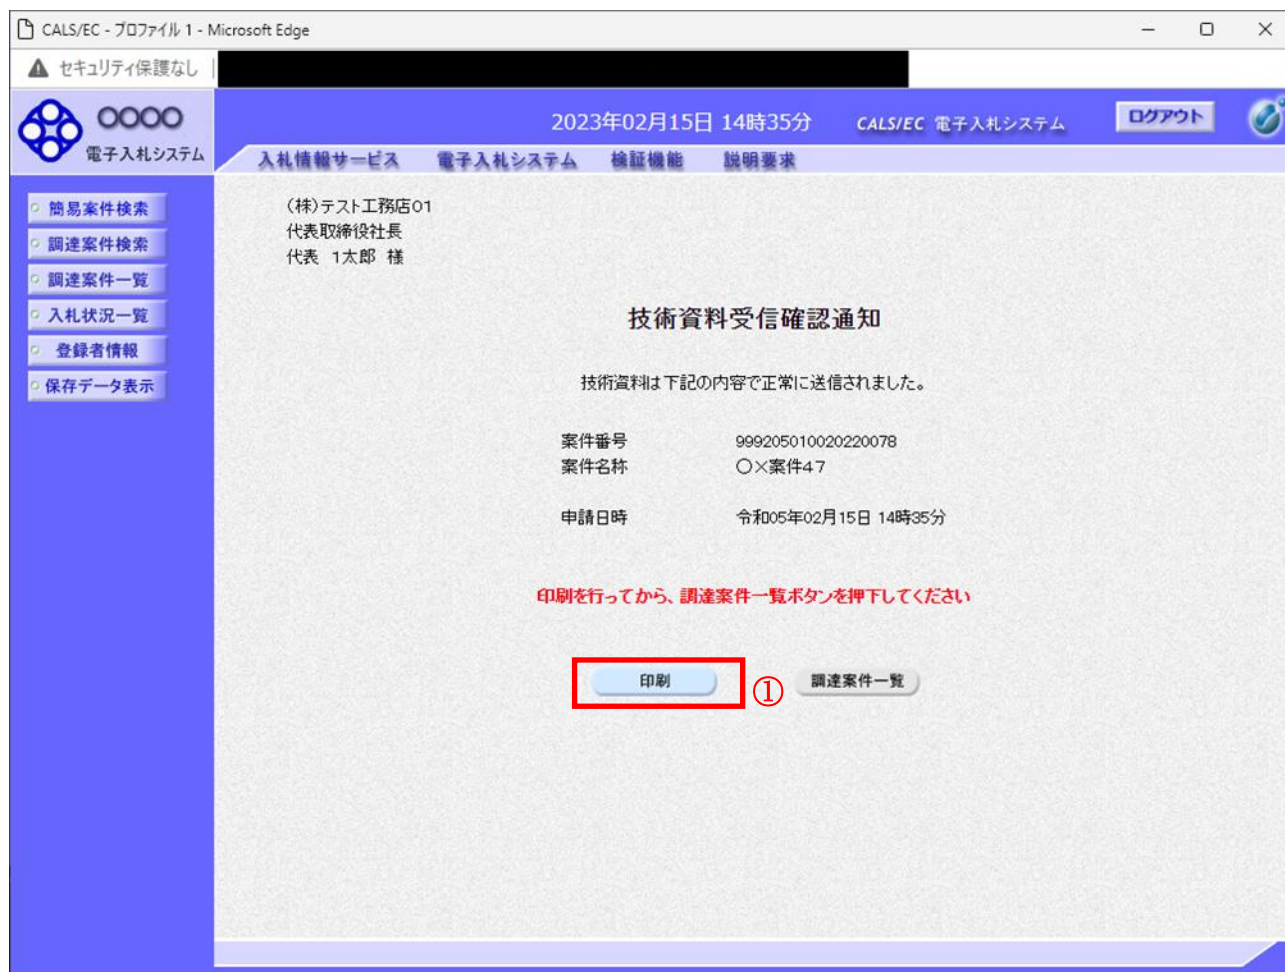 CALS/EC - プロファイル 1 - Microsoft Edge
セキュリティ保護なし
〇〇〇〇
電子入札システム
2023年02月15日 14時35分
CALS/EC 電子入札システム
ログアウト
入札情報サービス 電子入札システム 検証機能 説明要求
簡易案件検索
調達案件検索
調達案件一覧
入札状況一覧
登録者情報
保存データ表示
(株)テスト工務店01
代表取締役社長
代表 1太郎 様
技術資料受信確認通知
技術資料は下記の内容で正常に送信されました。
案件番号 999205010020220078
案件名称 〇×案件47
申請日時 令和05年02月15日 14時35分
印刷を行ってから、調達案件一覧ボタンを押下してください
印刷 ① 調達案件一覧